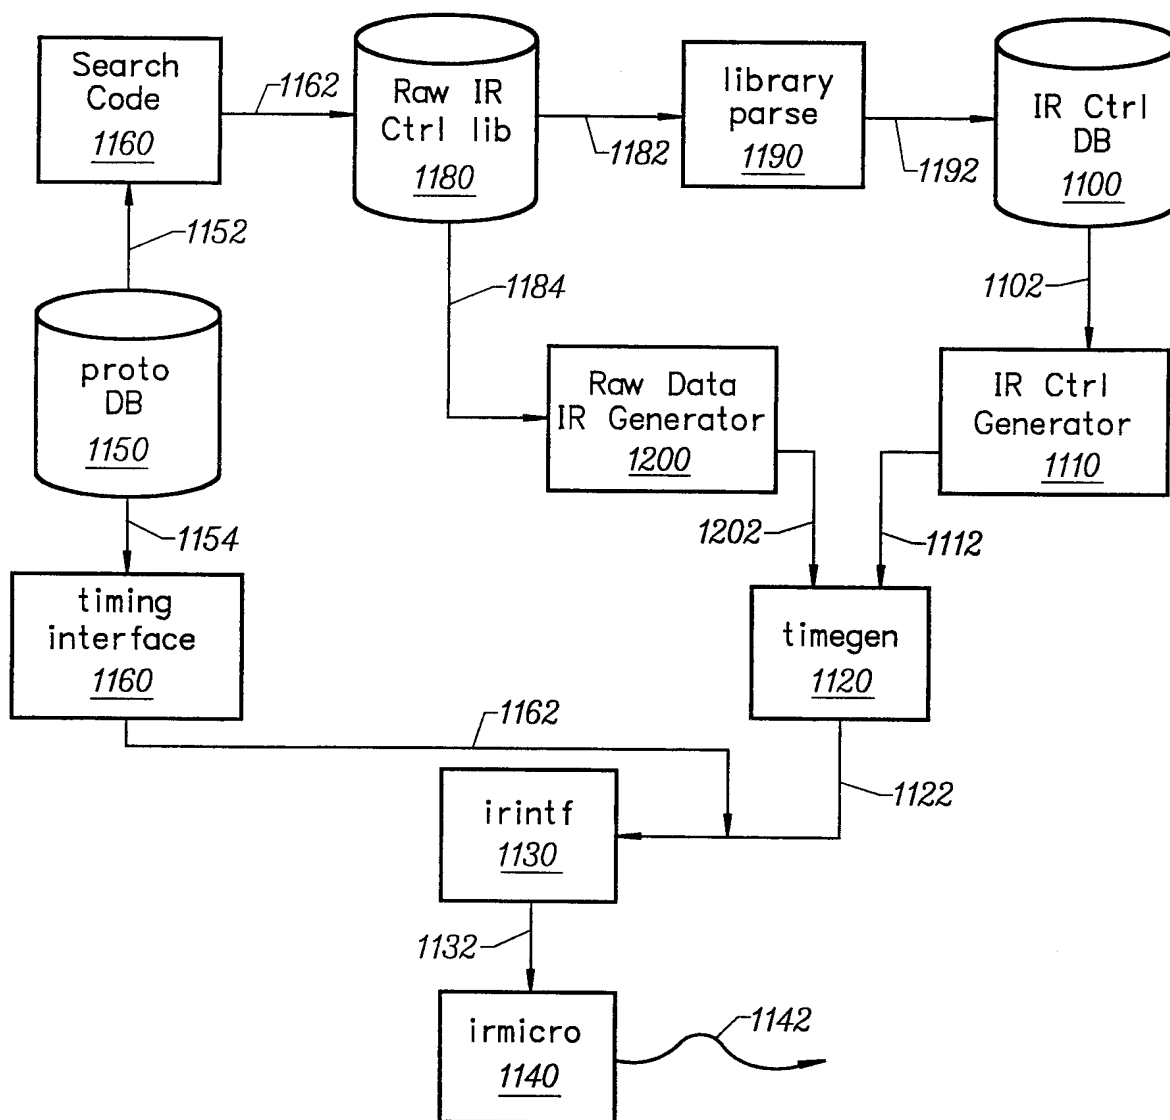 Search
Code
1160
1162
Raw IR
Ctrl lib
1180
1182
library
parse
1190
1192
IR Ctrl
DB
1100
1152
1184
1102
proto
DB
1150
Raw Data
IR Generator
1200
IR Ctrl
Generator
1110
1154
1202
1112
timing
interface
1160
timegen
1120
1162
1122
irintf
1130
1132
irmicro
1140
1142